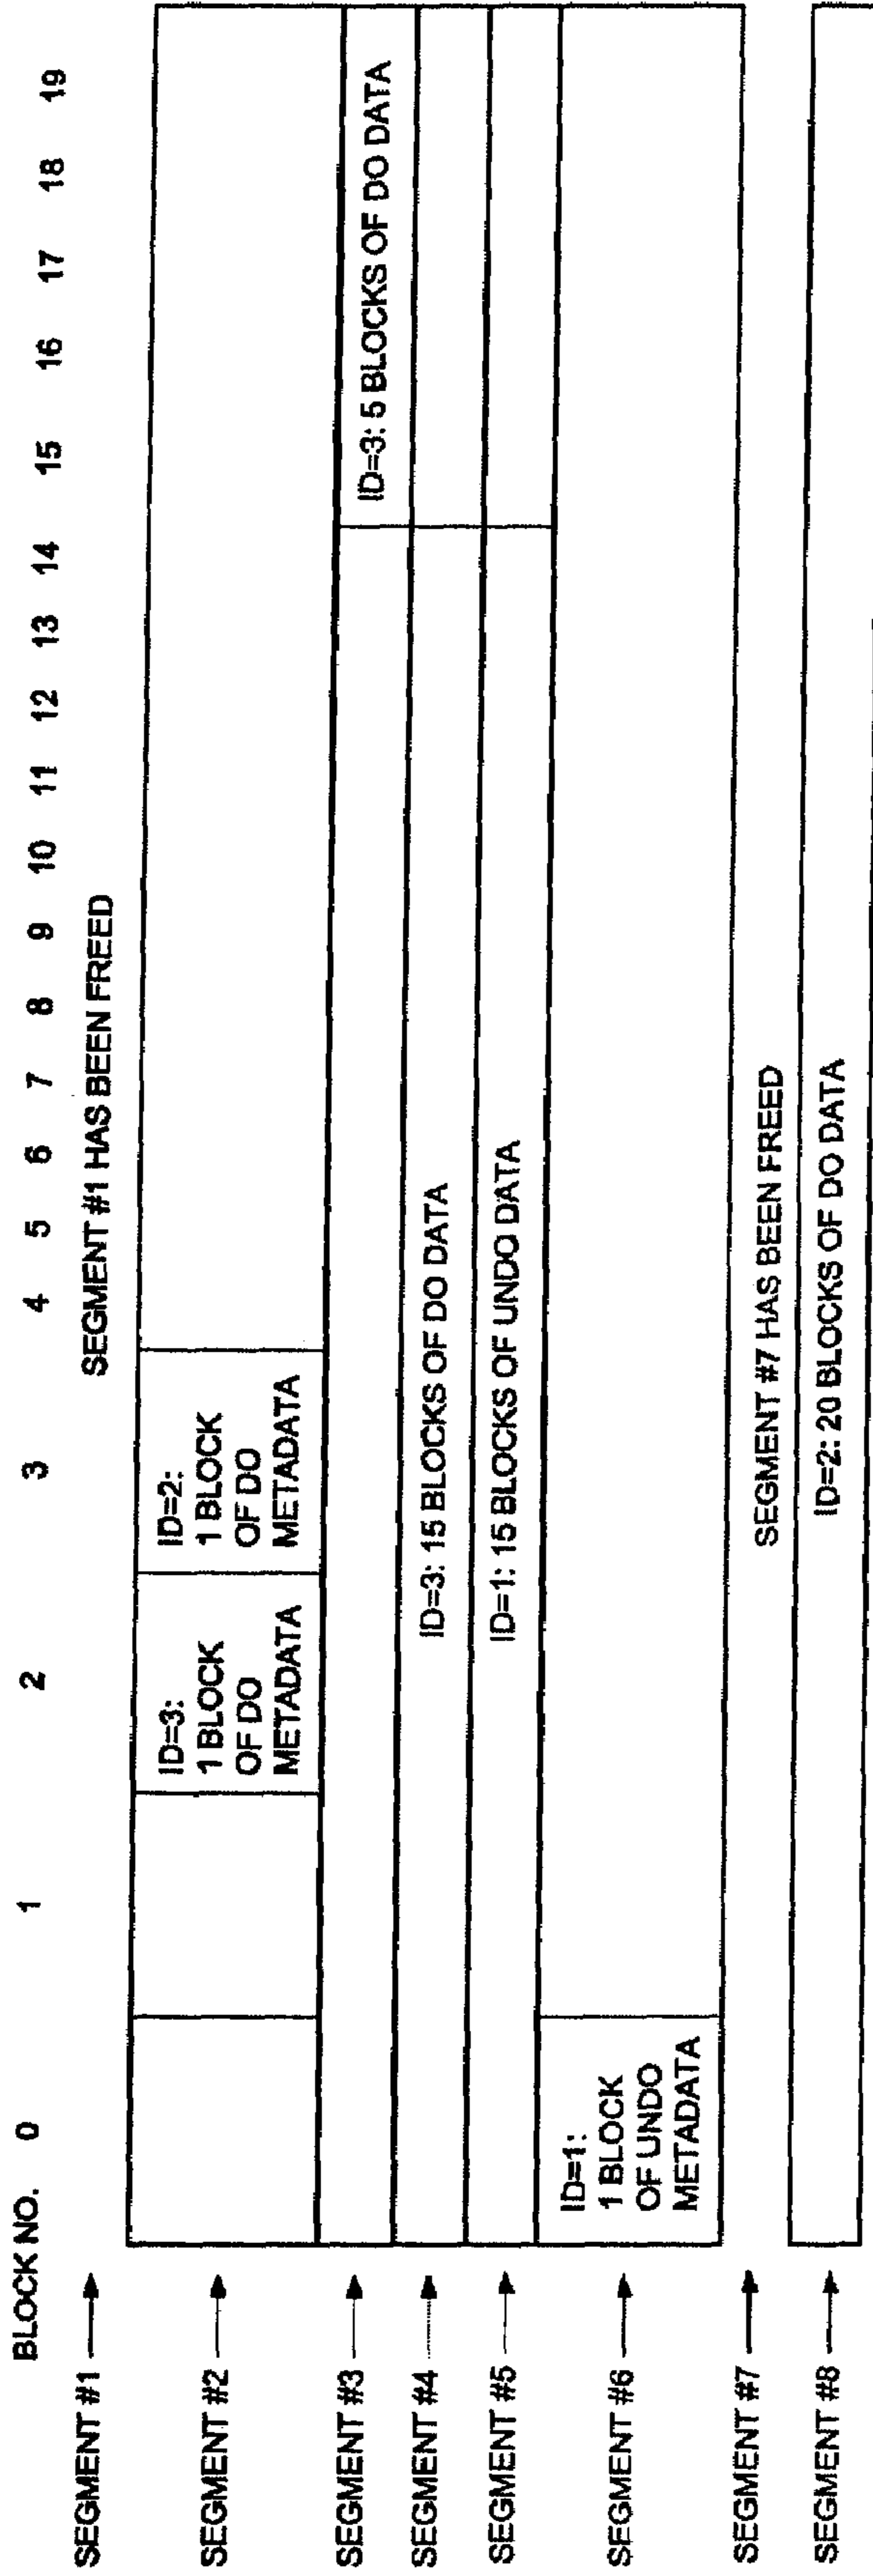 BLOCK NO. 0 1 2 3 4 5 6 7 8 9 10 11 12 13 14 15 16 17 18 19
SEGMENT #1
SEGMENT #1 HAS BEEN FREED
SEGMENT #2
ID=3:
1 BLOCK
OF DO
METADATA
ID=2:
1 BLOCK
OF DO
METADATA
SEGMENT #3
ID=3: 5 BLOCKS OF DO DATA
SEGMENT #4
ID=3: 15 BLOCKS OF DO DATA
SEGMENT #5
ID=1: 15 BLOCKS OF UNDO DATA
SEGMENT #6
ID=1:
1 BLOCK
OF UNDO
METADATA
SEGMENT #7
SEGMENT #7 HAS BEEN FREED
SEGMENT #8
ID=2: 20 BLOCKS OF DO DATA